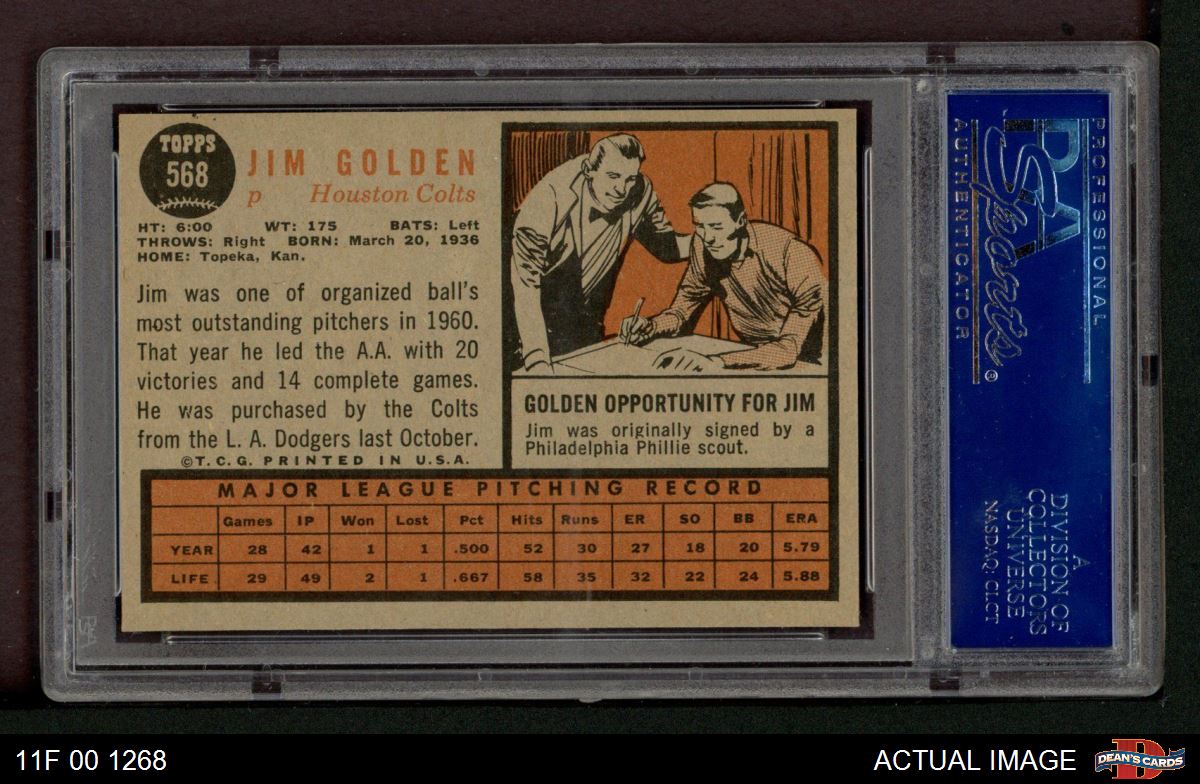 TOPPS
568
JIM GOLDEN
p Houston Colts
HT: 6:00 WT: 175 BATS: Left
THROWS: Right BORN: March 20, 1936
HOME: Topeka, Kan.
Jim was one of organized ball's
most outstanding pitchers in 1960.
That year he led the A.A. with 20
victories and 14 complete games.
He was purchased by the Colts
from the L. A. Dodgers last October.
©T.C.G. PRINTED IN U.S.A.
GOLDEN OPPORTUNITY FOR JIM
Jim was originally signed by a
Philadelphia Phillie scout.
MAJOR LEAGUE PITCHING RECORD
Games IP Won Lost Pct Hits Runs ER SO BB ERA
YEAR 28 42 1 1 .500 52 30 27 18 20 5.79
LIFE 29 49 2 1 .667 58 35 32 22 24 5.88
PROFESSIONAL
PSA
Sports®
AUTHENTICATOR
A
DIVISION OF
COLLECTORS
UNIVERSE
NASDAQ: CLCT
11F 00 1268
ACTUAL IMAGE
D
DEAN'S CARDS